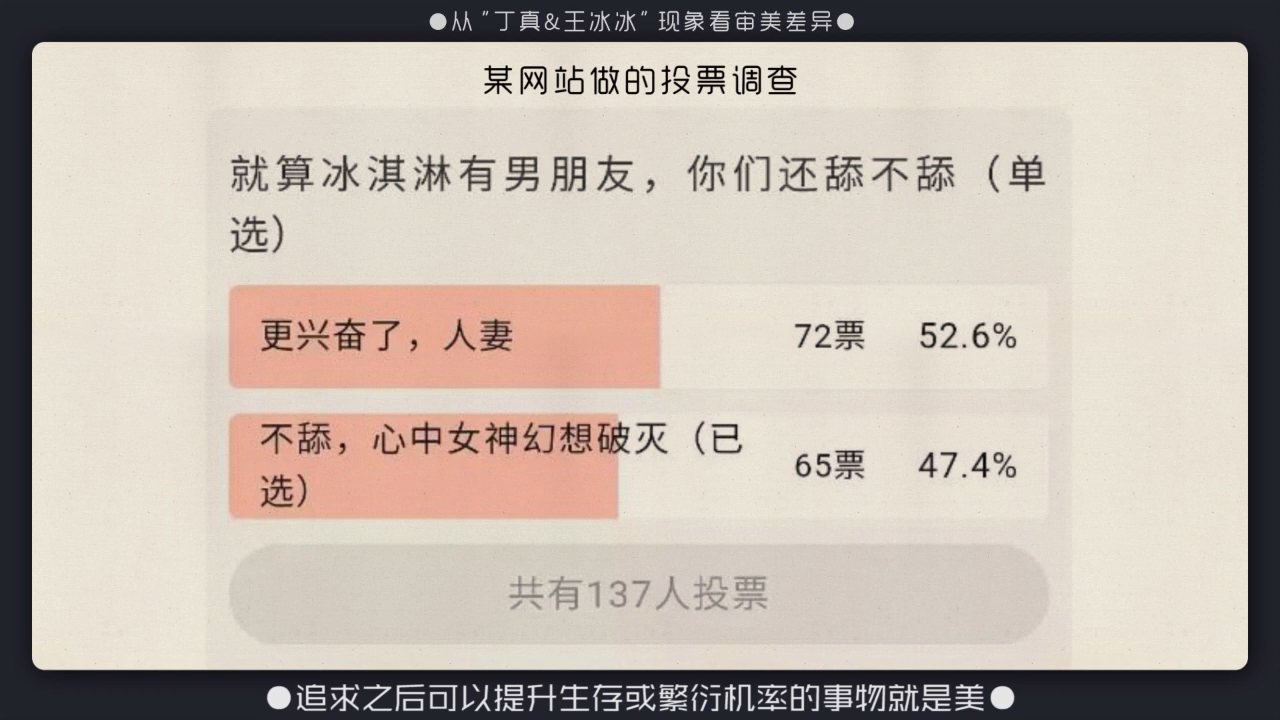 ●从“丁真&王冰冰”现象看审美差异●
某网站做的投票调查
就算冰淇淋有男朋友，你们还舔不舔（单
选）
更兴奋了，人妻 72票 52.6%
不舔，心中女神幻想破灭（已
选） 65票 47.4%
共有137人投票
●追求之后可以提升生存或繁衍机率的事物就是美●